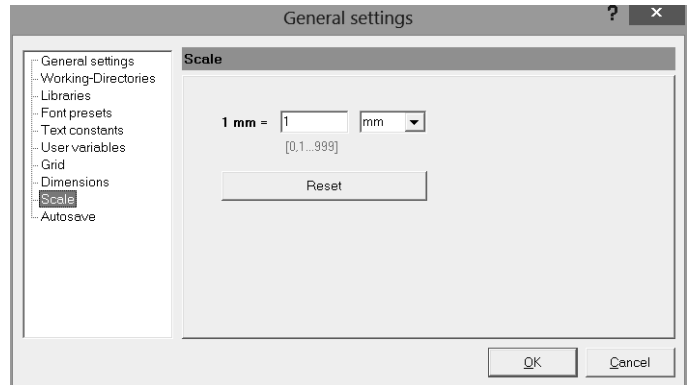 General settings
? x
General settings
Working-Directories
Libraries
Font presets
Text constants
User variables
Grid
Dimensions
Scale
Autosave
Scale
1 mm = 1 mm
[0,1...999]
Reset
OK Cancel